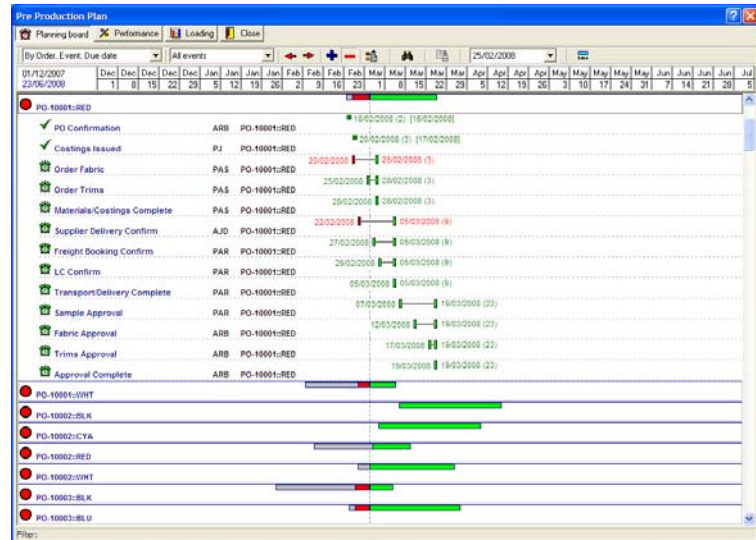 Pre Production Plan
Planning board Performance Loading Close
By Order, Event, Due date All events 25/02/2008
01/12/2007 Dec Dec Dec Dec Dec Jan Jan Jan Jan Feb Feb Feb Feb Mar Mar Mar Mar Mar Apr Apr Apr Apr May May May May May Jun Jun Jun Jun Jul
23/06/2008 1 8 15 22 29 5 12 19 26 2 9 16 23 1 8 15 22 29 5 12 19 26 3 10 17 24 31 7 14 21 28 5
PO-10001::RED
PO Confirmation ARB PO-10001::RED 18/02/2008 (2) [16/02/2008]
Costings Issued PJ PO-10001::RED 20/02/2008 (3) [17/02/2008]
Order Fabric PAS PO-10001::RED 20/02/2008 28/02/2008 (3)
Order Trims PAS PO-10001::RED 25/02/2008 28/02/2008 (3)
Materials/Costings Complete PAS PO-10001::RED 28/02/2008 28/02/2008 (3)
Supplier Delivery Confirm AJD PO-10001::RED 22/02/2008 05/03/2008 (9)
Freight Booking Confirm PAR PO-10001::RED 27/02/2008 05/03/2008 (9)
LC Confirm PAR PO-10001::RED 29/02/2008 05/03/2008 (9)
Transport/Delivery Complete PAR PO-10001::RED 05/03/2008 05/03/2008 (9)
Sample Approval PAR PO-10001::RED 07/03/2008 19/03/2008 (23)
Fabric Approval ARB PO-10001::RED 12/03/2008 19/03/2008 (23)
Trims Approval ARB PO-10001::RED 17/03/2008 19/03/2008 (23)
Approval Complete ARB PO-10001::RED 19/03/2008 19/03/2008 (23)
PO-10001::WHT
PO-10002::BLK
PO-10002::CYA
PO-10002::RED
PO-10002::WHT
PO-10003::BLK
PO-10003::BLU
Filter: